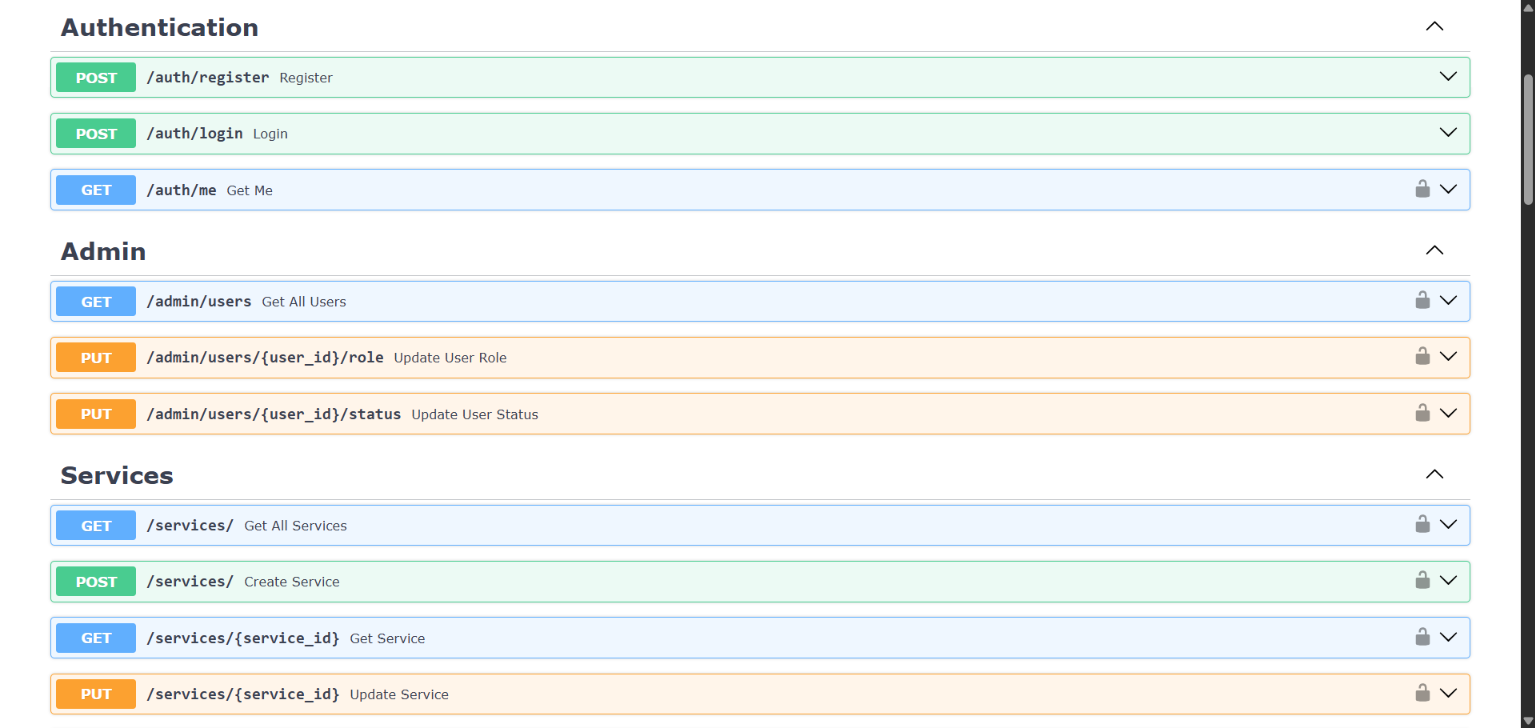 Authentication
POST /auth/register Register
POST /auth/login Login
GET /auth/me Get Me
Admin
GET /admin/users Get All Users
PUT /admin/users/{user_id}/role Update User Role
PUT /admin/users/{user_id}/status Update User Status
Services
GET /services/ Get All Services
POST /services/ Create Service
GET /services/{service_id} Get Service
PUT /services/{service_id} Update Service